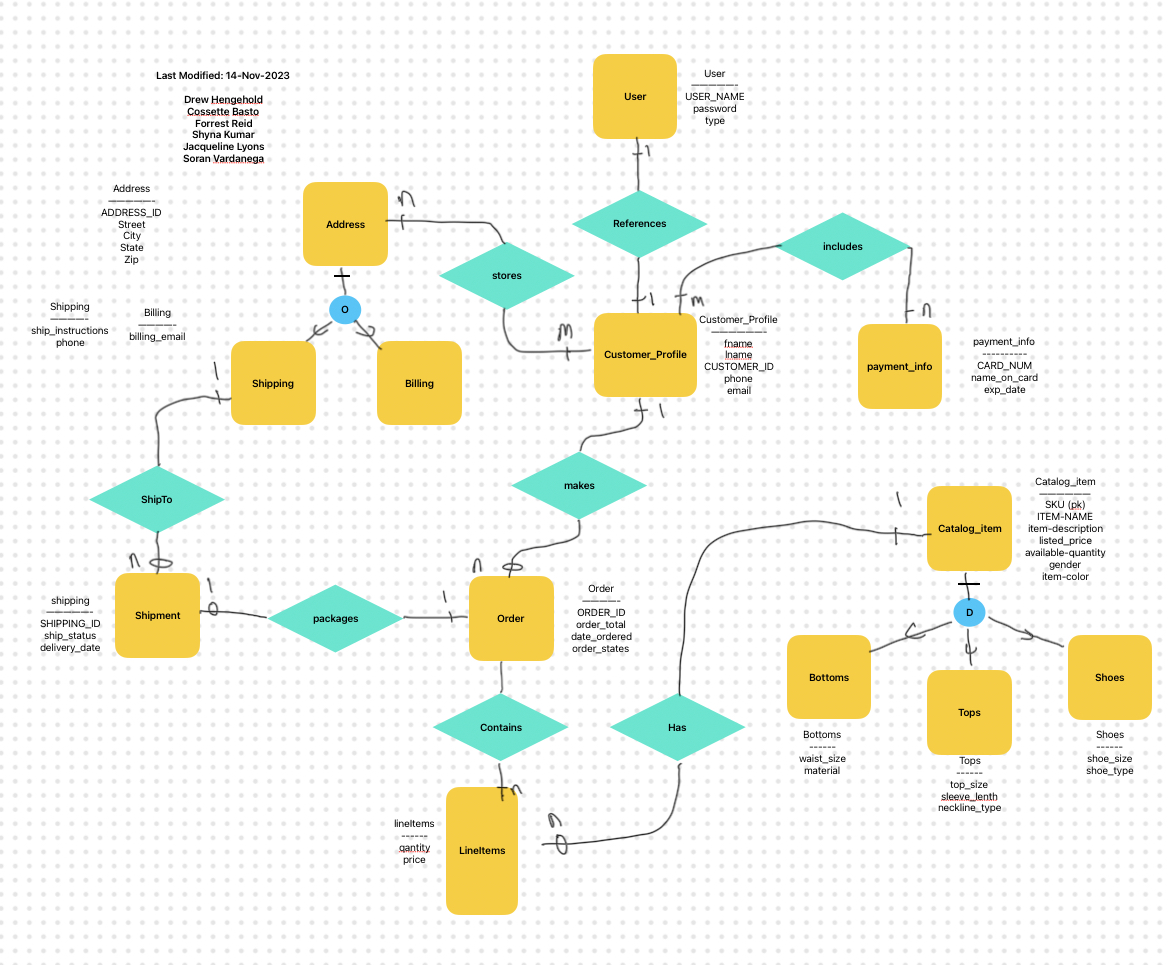 Last Modified: 14-Nov-2023
Drew Hengehold
Cossette Basto
Forrest Reid
Shyna Kumar
Jacqueline Lyons
Soran Vardanega
User
User
—————-
USER_NAME
password
type
1
References
1
Address
—————-
ADDRESS_ID
Street
City
State
Zip
Address
n
stores
m
O
Shipping
————-
ship_instructions
phone
Billing
————-
billing_email
Shipping
Billing
includes
m
n
Customer_Profile
Customer_Profile
——————-
fname
lname
CUSTOMER_ID
phone
email
payment_info
payment_info
----------
CARD_NUM
name_on_card
exp_date
1
1
ShipTo
n
makes
n
Catalog_item
Catalog_item
——————
SKU (pk)
ITEM-NAME
item-description
listed_price
available-quantity
gender
item-color
1
D
shipping
—————-
SHIPPING_ID
ship_status
delivery_date
Shipment
1
packages
1
Order
Order
————-
ORDER_ID
order_total
date_ordered
order_states
Contains
n
Has
n
Bottoms
Bottoms
------
waist_size
material
Tops
Tops
------
top_size
sleeve_lenth
neckline_type
Shoes
Shoes
------
shoe_size
shoe_type
lineItems
------
qantity
price
LineItems